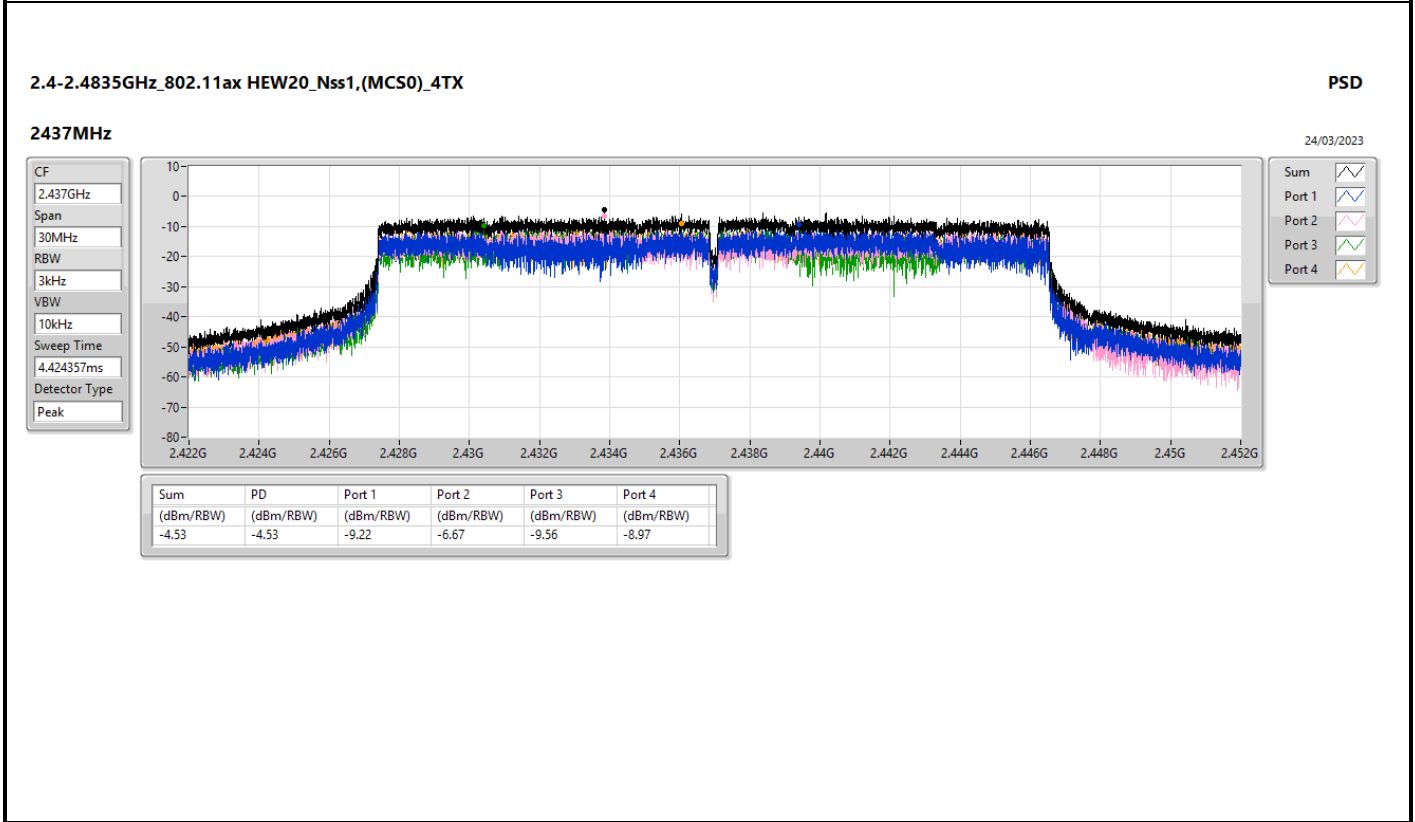 2.4-2.4835GHz_802.11ax HEW20_Nss1,(MCS0)_4TX PSD
2437MHz
24/03/2023
CF
2.437GHz
Span
30MHz
RBW
3kHz
VBW
10kHz
Sweep Time
4.424357ms
Detector Type
Peak
10
0
-10
-20
-30
-40
-50
-60
-70
-80
2.422G 2.424G 2.426G 2.428G 2.43G 2.432G 2.434G 2.436G 2.438G 2.44G 2.442G 2.444G 2.446G 2.448G 2.45G 2.452G
Sum
Port 1
Port 2
Port 3
Port 4
Sum PD Port 1 Port 2 Port 3 Port 4
(dBm/RBW) (dBm/RBW) (dBm/RBW) (dBm/RBW) (dBm/RBW) (dBm/RBW)
-4.53 -4.53 -9.22 -6.67 -9.56 -8.97